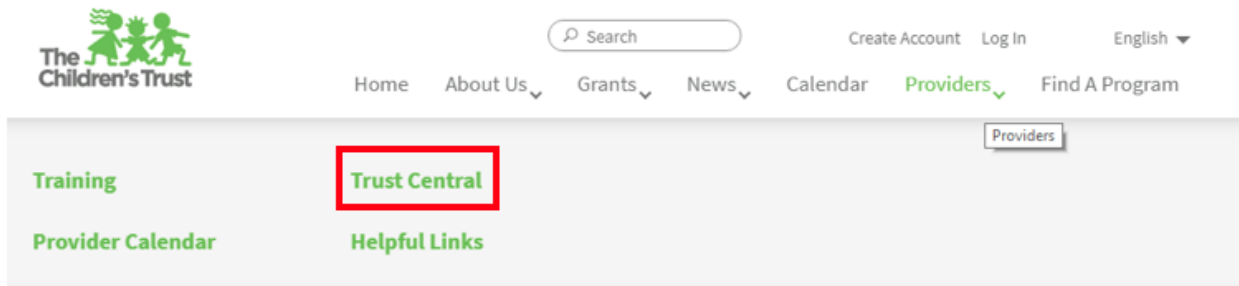 The
Children's Trust
Search
Create Account Log In English
Home About Us Grants News Calendar Providers Find A Program
Providers
Training Trust Central
Provider Calendar Helpful Links